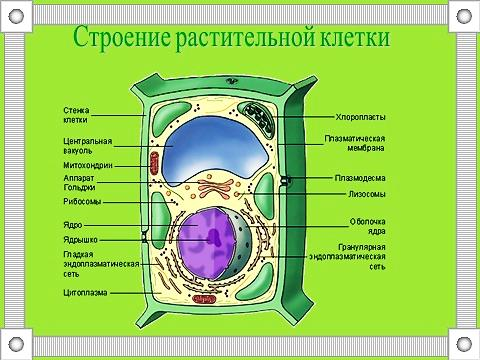 Строение растительной клетки
Стенка
клетки
Центральная
вакуоль
Митохондрии
Аппарат
Гольджи
Рибосомы
Ядро
Ядрышко
Гладкая
эндоплазматическая
сеть
Цитоплазма
Хлоропласты
Плазматическая
мембрана
Плазмодесма
Лизосомы
Оболочка
ядра
Гранулярная
эндоплазматическая
сеть